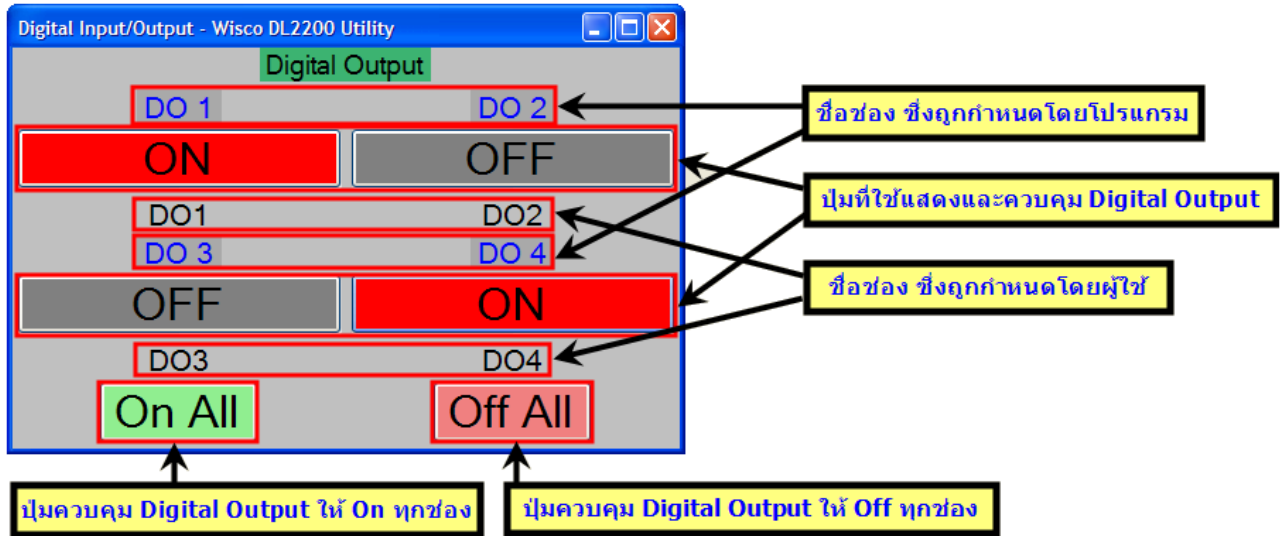 Digital Input/Output - Wisco DL2200 Utility
Digital Output
DO 1 DO 2
ชื่อช่อง ซึ่งถูกกำหนดโดยโปรแกรม
ON OFF
ปุ่มที่ใช้แสดงและควบคุม Digital Output
DO1 DO2
DO 3 DO 4
ชื่อช่อง ซึ่งถูกกำหนดโดยผู้ใช้
OFF ON
DO3 DO4
On All Off All
ปุ่มควบคุม Digital Output ให้ On ทุกช่อง
ปุ่มควบคุม Digital Output ให้ Off ทุกช่อง